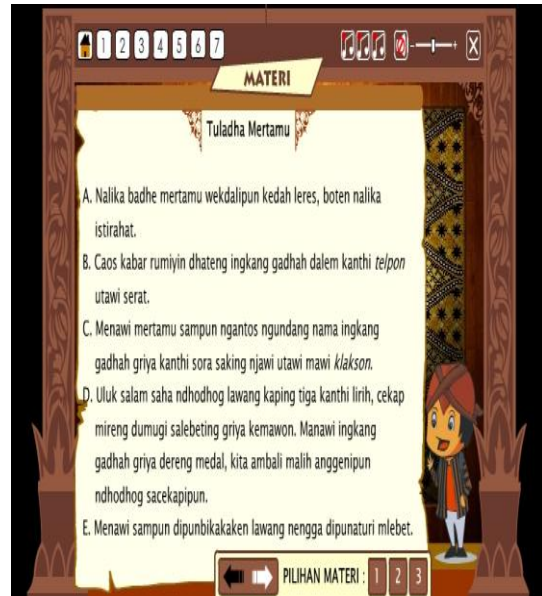 1 2 3 4 5 6 7
MATERI
Tuladha Mertamu
A. Nalika badhe mertamu wekdalipun kedah leres, boten nalika
istirahat.
B. Caos kabar rumiyin dhateng ingkang gadhah dalem kanthi telpon
utawi serat.
C. Menawi mertamu sampun ngantos ngundang nama ingkang
gadhah griya kanthi sora saking njawi utawi mawi klakson.
D. Uluk salam saha ndhodhog lawang kaping tiga kanthi lirih, cekap
mireng dumugi salebeting griya kemawon. Manawi ingkang
gadhah griya dereng medal, kita ambali malih anggenipun
ndhodhog sacekapipun.
E. Menawi sampun dipunbikakaken lawang nengga dipunaturi mlebet.
PILIHAN MATERI : 1 2 3